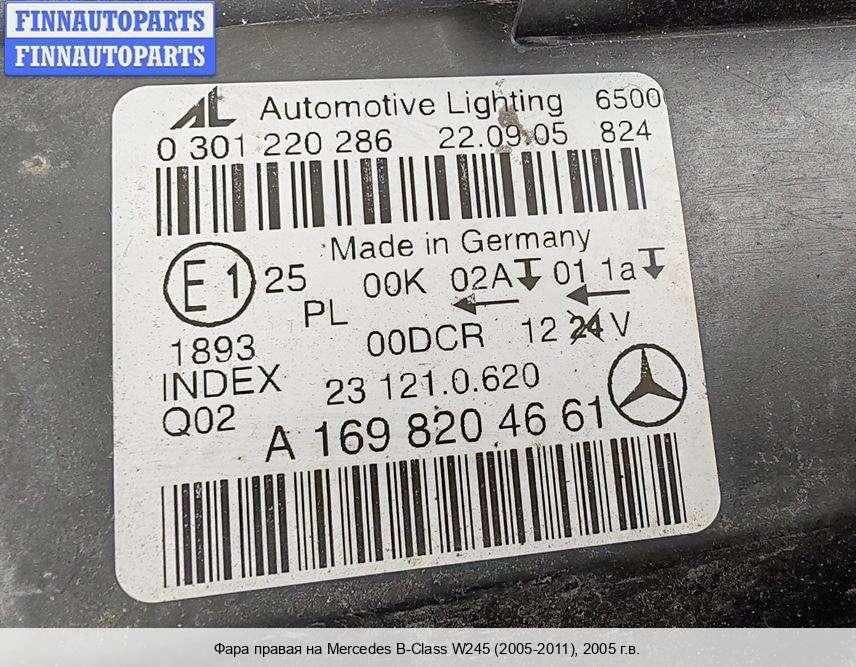 FINNAUTOPARTS
FINNAUTOPARTS
AL Automotive Lighting 6500
0 301 220 286 22.09.05 824
Made in Germany
E1 25 00K 02A 01 1a
PL
1893 00DCR 12 24 V
INDEX 23 121.0.620
Q02 A 169 820 46 61
Фара правая на Mercedes B-Class W245 (2005-2011), 2005 г.в.